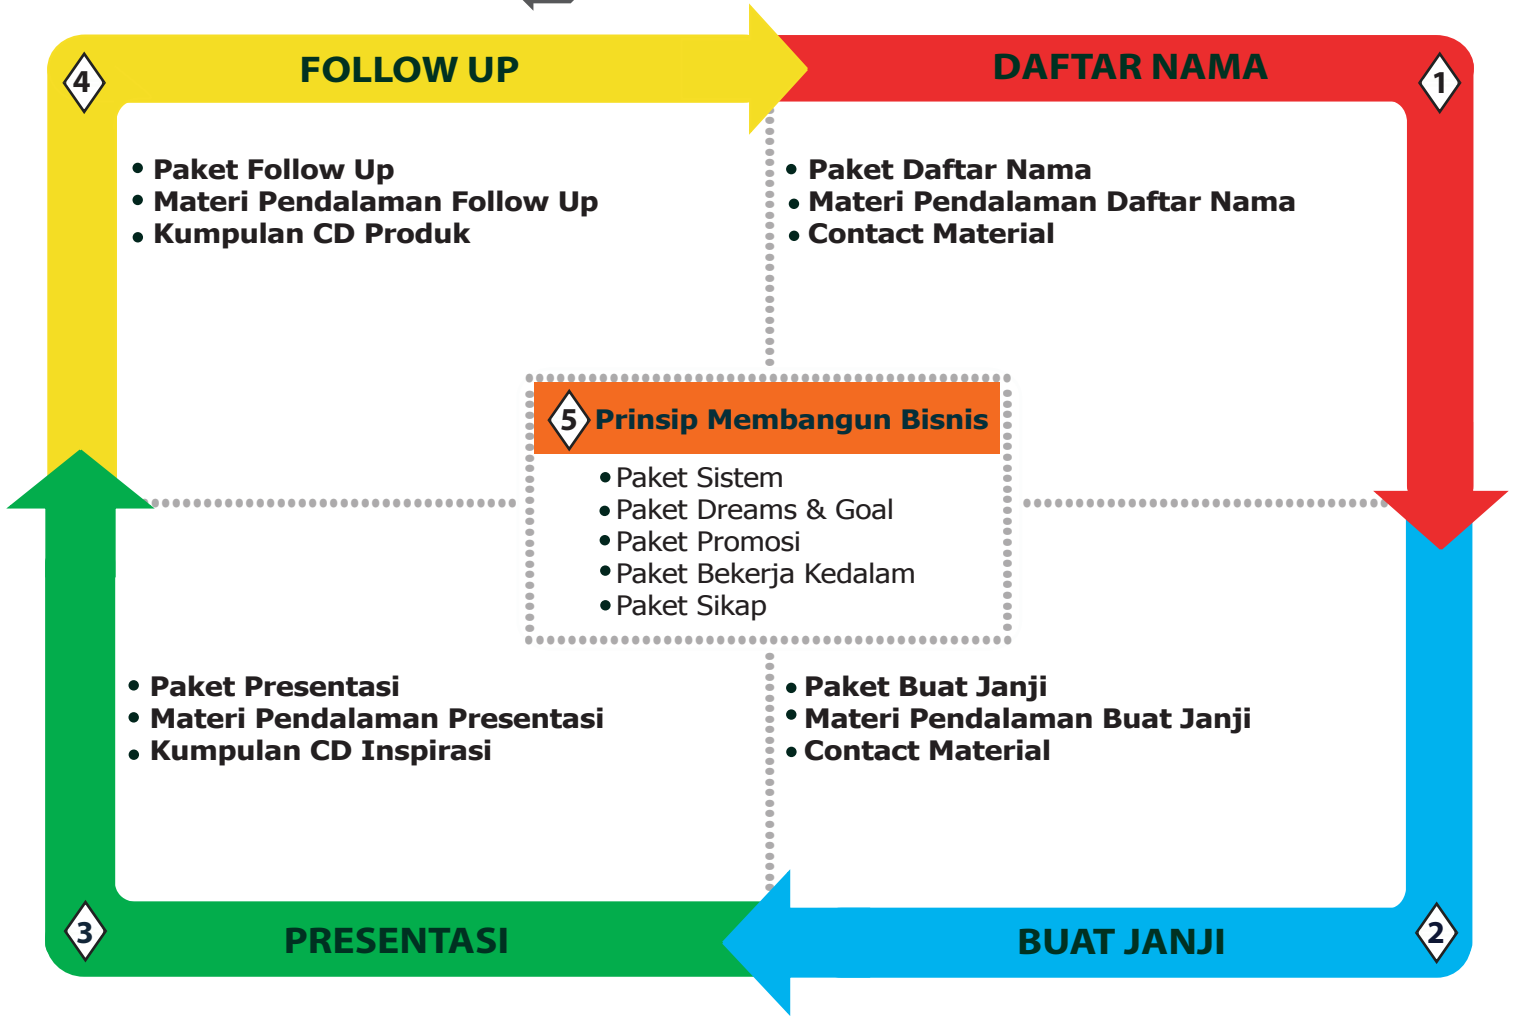 4
FOLLOW UP
• Paket Follow Up
• Materi Pendalaman Follow Up
• Kumpulan CD Produk
DAFTAR NAMA
1
• Paket Daftar Nama
• Materi Pendalaman Daftar Nama
• Contact Material
5 Prinsip Membangun Bisnis
• Paket Sistem
• Paket Dreams & Goal
• Paket Promosi
• Paket Bekerja Kedalam
• Paket Sikap
• Paket Presentasi
• Materi Pendalaman Presentasi
• Kumpulan CD Inspirasi
3
PRESENTASI
• Paket Buat Janji
• Materi Pendalaman Buat Janji
• Contact Material
BUAT JANJI
2